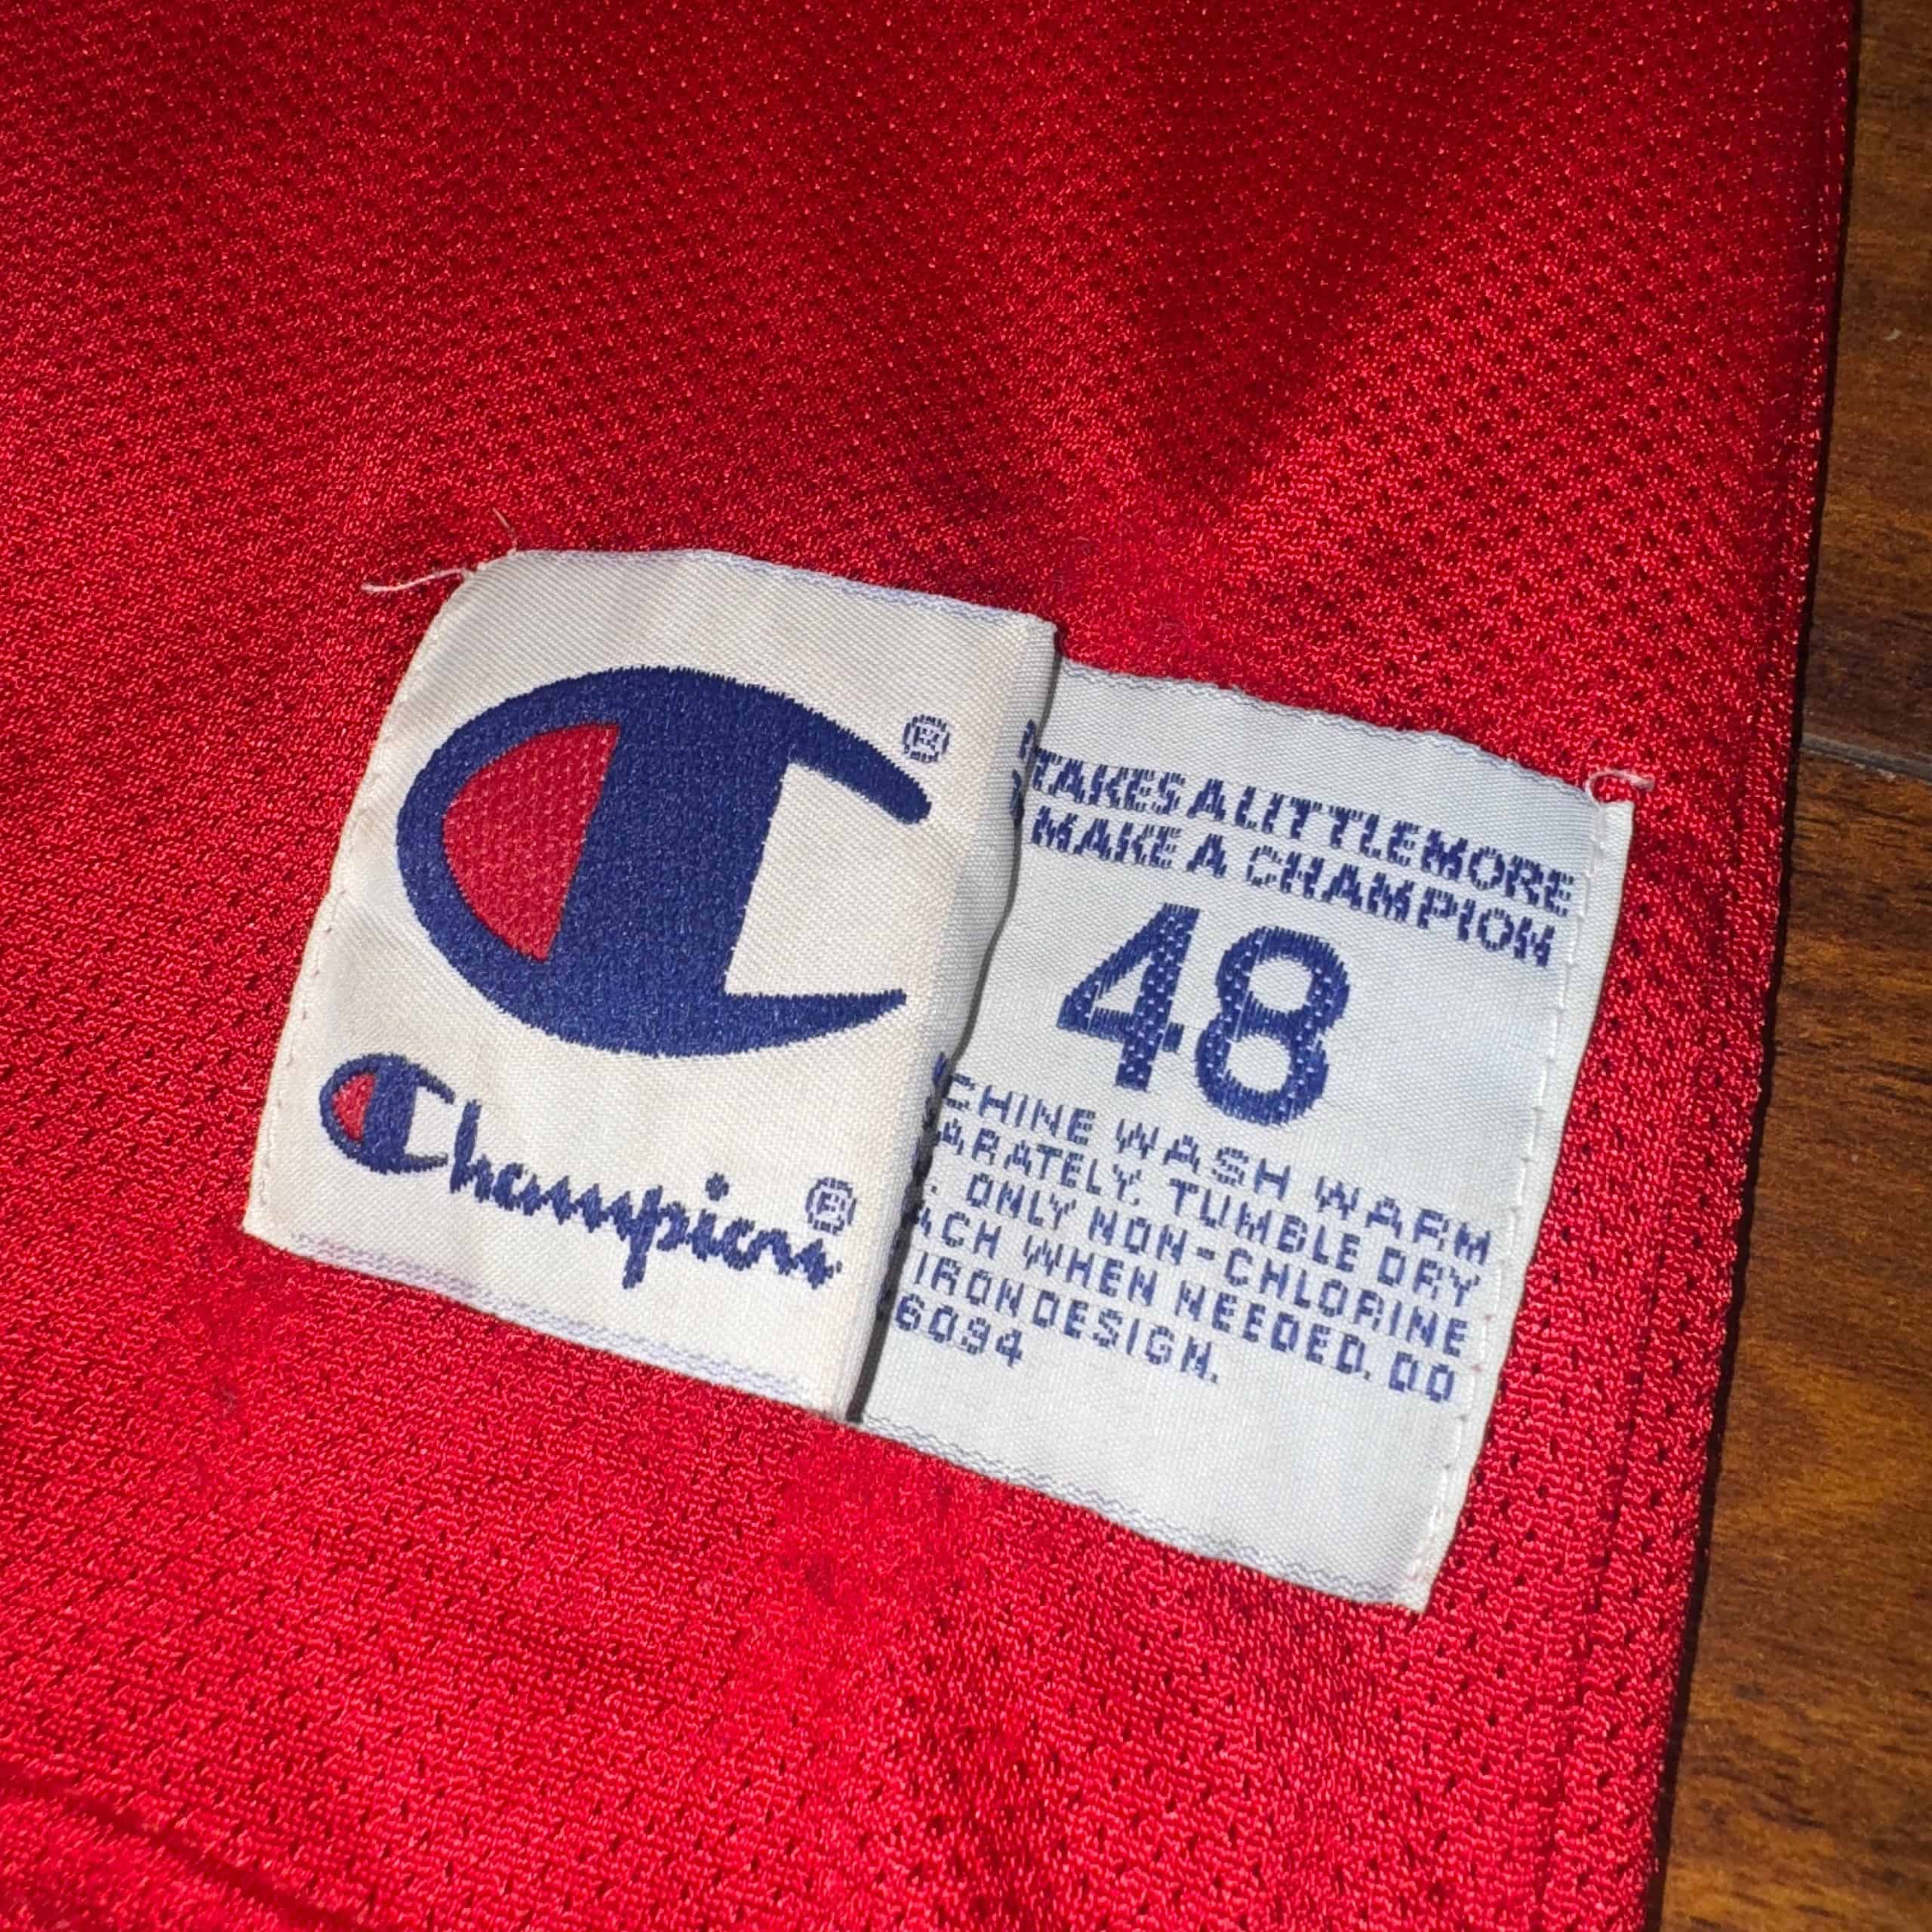 ®
Champion®
TAKES A LITTLE MORE
MAKE A CHAMPION
48
CHINE WASH WARM
ARATELY. TUMBLE DRY
. ONLY NON-CHLORINE
ACH WHEN NEEDED. DO
IRON DESIGN.
6094